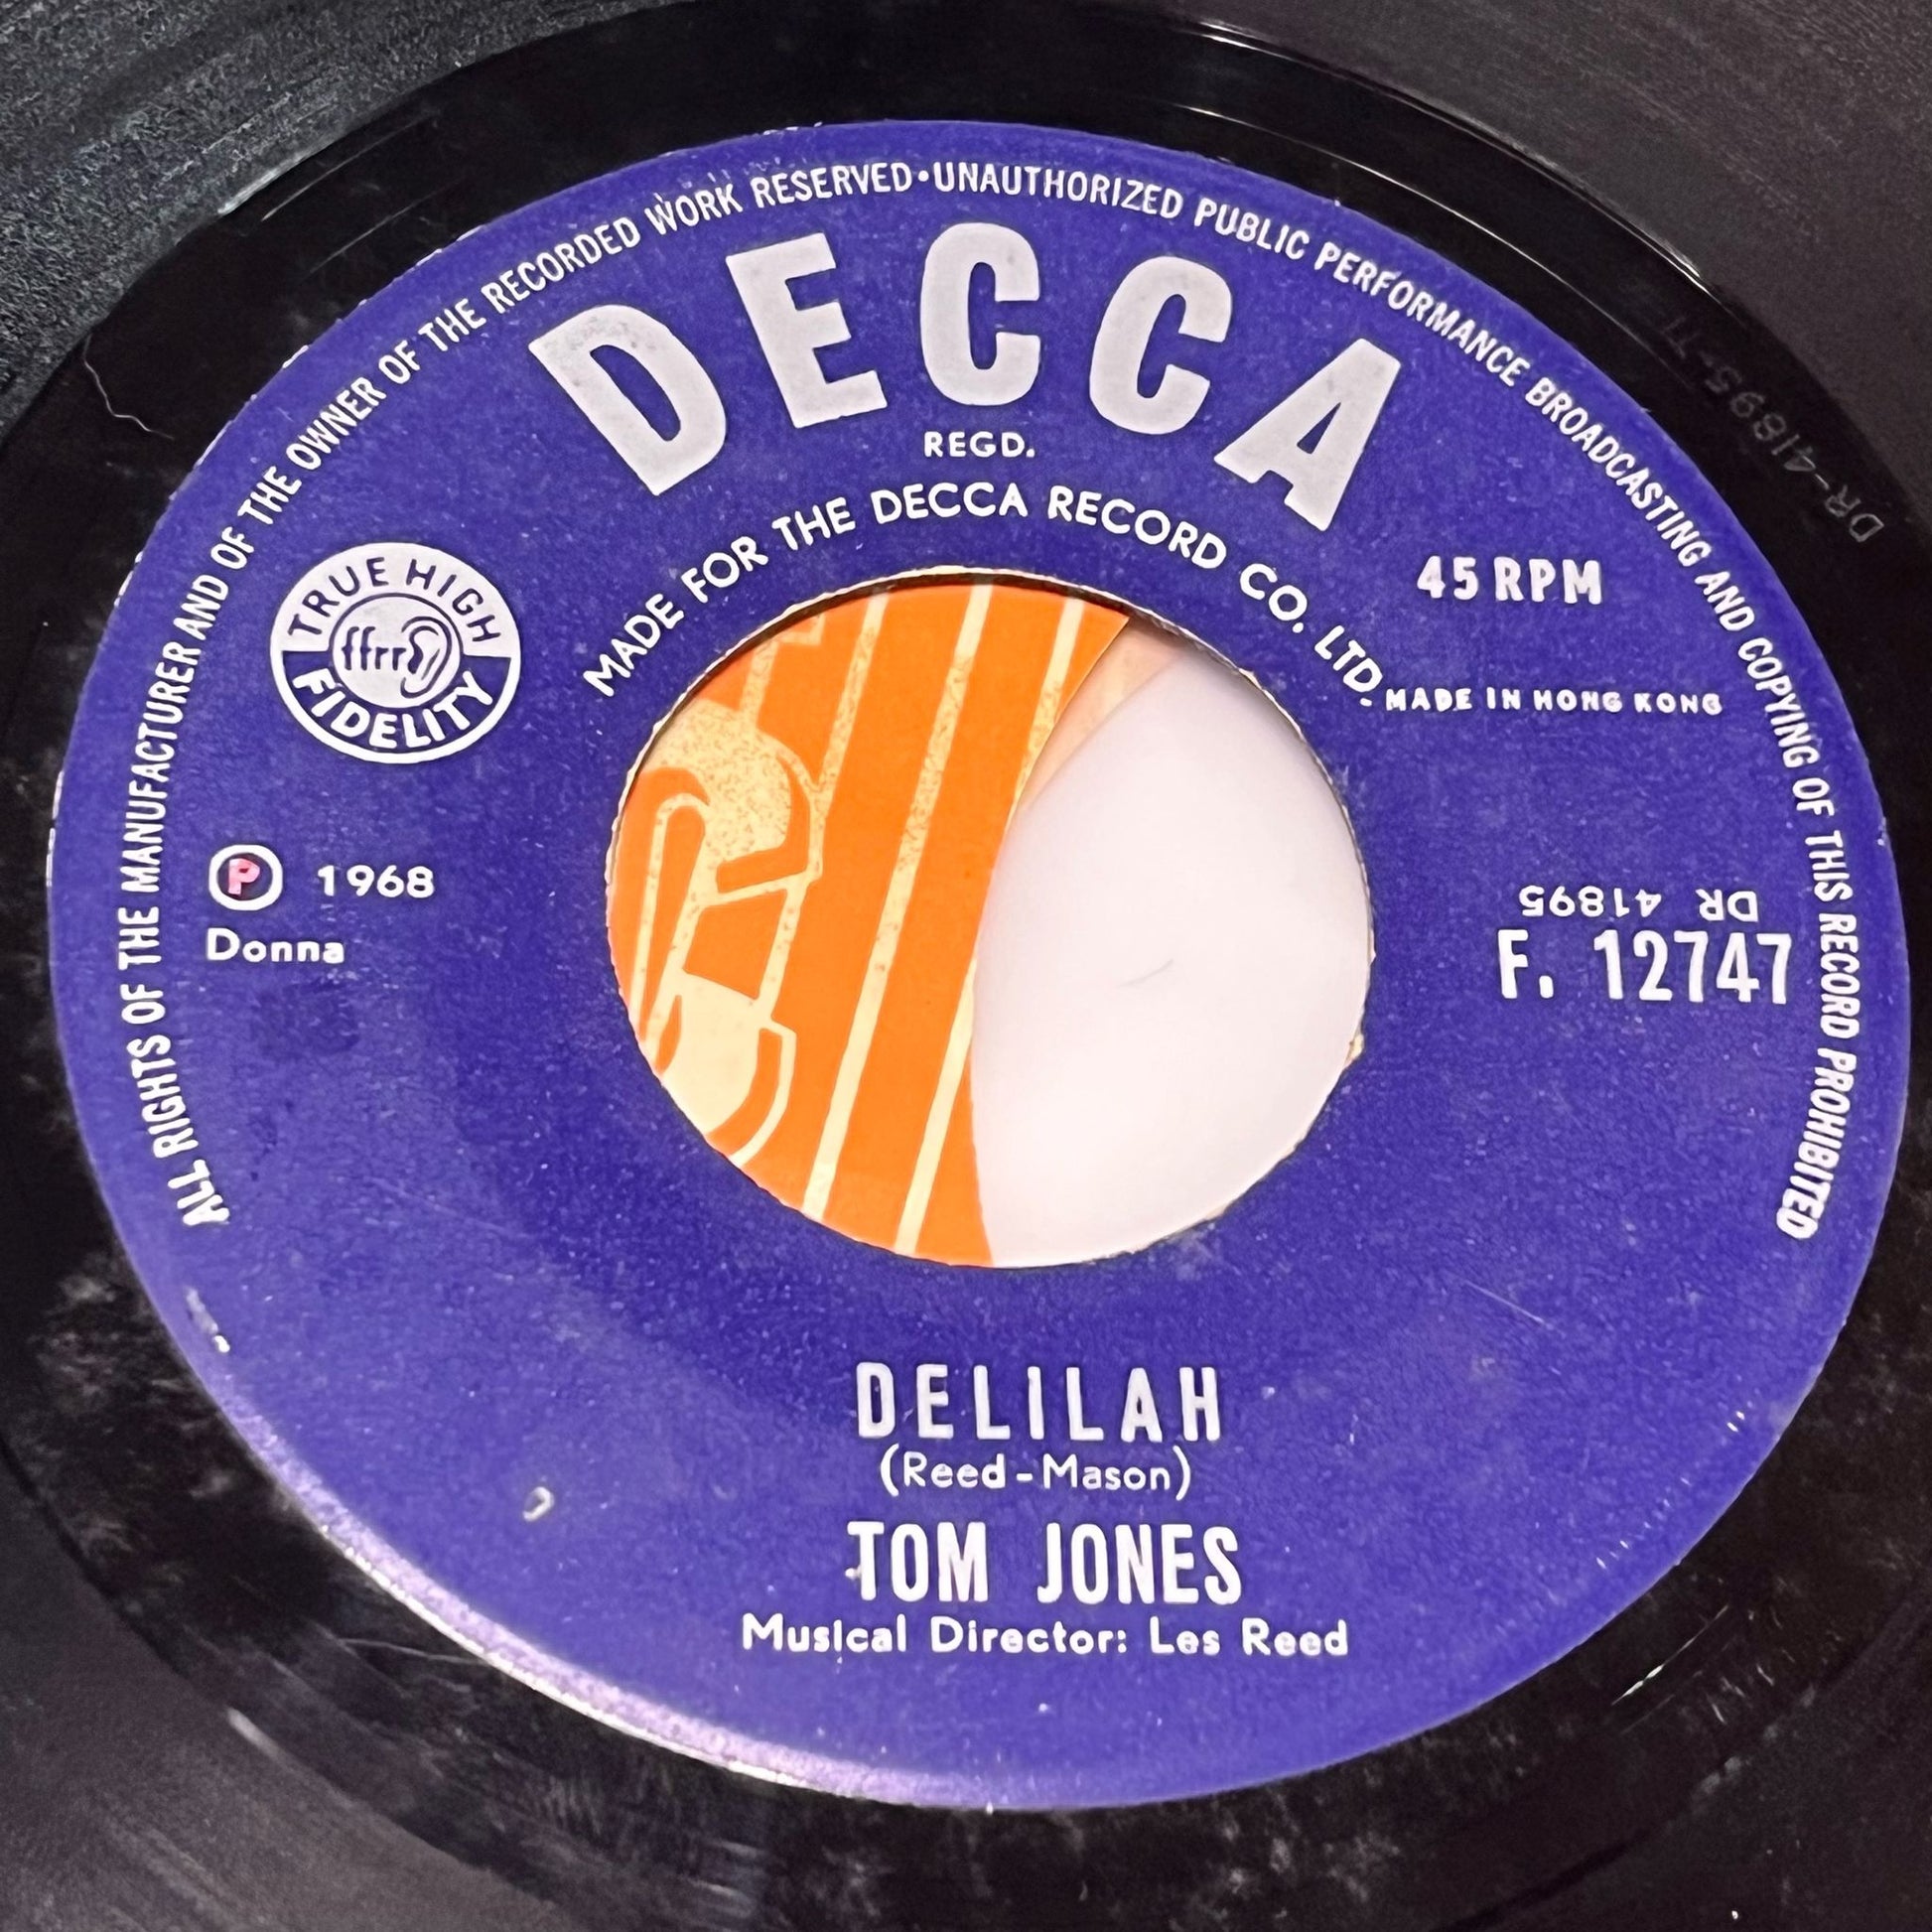 ALL RIGHTS OF THE MANUFACTURER AND OF THE OWNER OF THE RECORDED WORK RESERVED•UNAUTHORIZED PUBLIC PERFORMANCE BROADCASTING AND COPYING OF THIS RECORD PROHIBITED
DECCA
REGD.
MADE FOR THE DECCA RECORD CO. LTD.
45 RPM
MADE IN HONG KONG
TRUE HIGH
ffrr
FIDELITY
Ⓟ 1968
Donna
DR 41895
F. 12747
DELILAH
(Reed-Mason)
TOM JONES
Musical Director: Les Reed